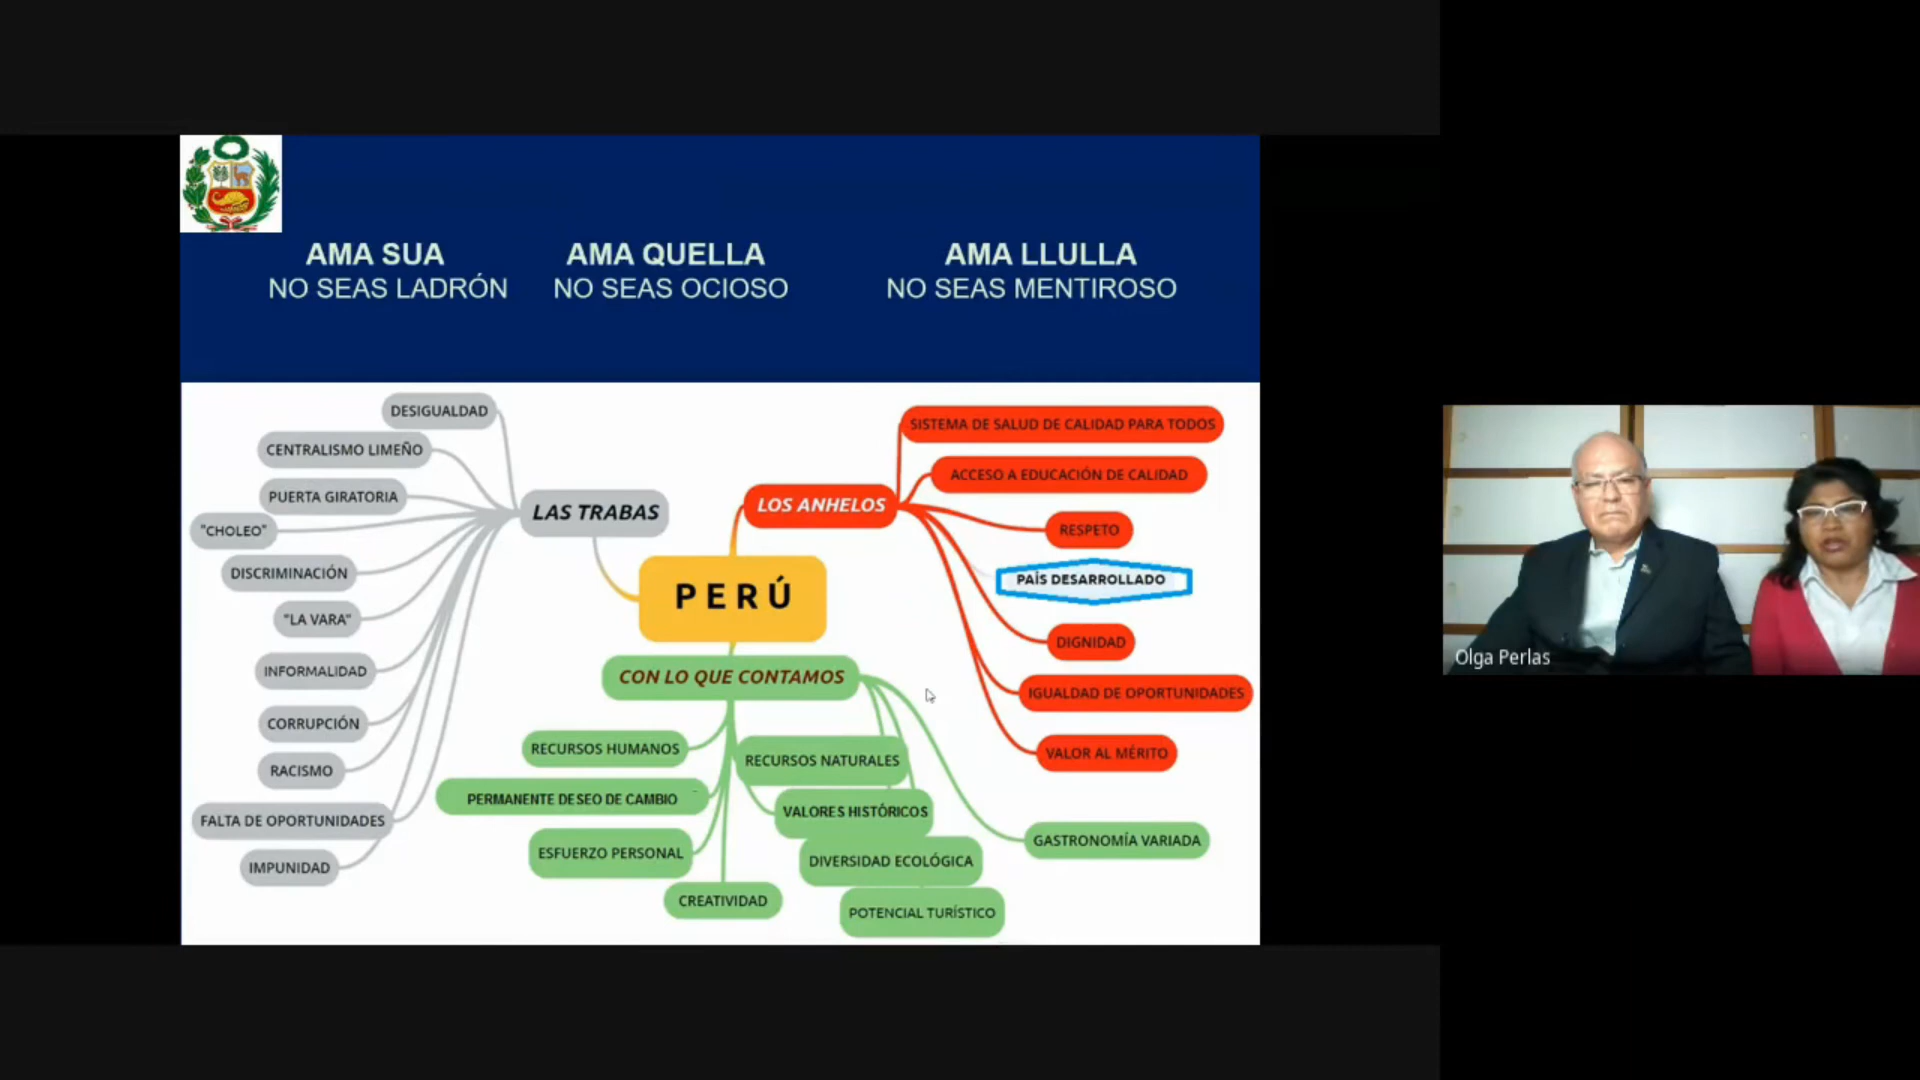 AMA SUA
NO SEAS LADRÓN
AMA QUELLA
NO SEAS OCIOSO
AMA LLULLA
NO SEAS MENTIROSO
PERÚ
LAS TRABAS
DESIGUALDAD
CENTRALISMO LIMEÑO
PUERTA GIRATORIA
"CHOLEO"
DISCRIMINACIÓN
"LA VARA"
INFORMALIDAD
CORRUPCIÓN
RACISMO
FALTA DE OPORTUNIDADES
IMPUNIDAD
LOS ANHELOS
SISTEMA DE SALUD DE CALIDAD PARA TODOS
ACCESO A EDUCACIÓN DE CALIDAD
RESPETO
PAÍS DESARROLLADO
DIGNIDAD
IGUALDAD DE OPORTUNIDADES
VALOR AL MÉRITO
CON LO QUE CONTAMOS
RECURSOS HUMANOS
PERMANENTE DESEO DE CAMBIO
ESFUERZO PERSONAL
CREATIVIDAD
RECURSOS NATURALES
VALORES HISTÓRICOS
DIVERSIDAD ECOLÓGICA
POTENCIAL TURÍSTICO
GASTRONOMÍA VARIADA
Olga Perlas